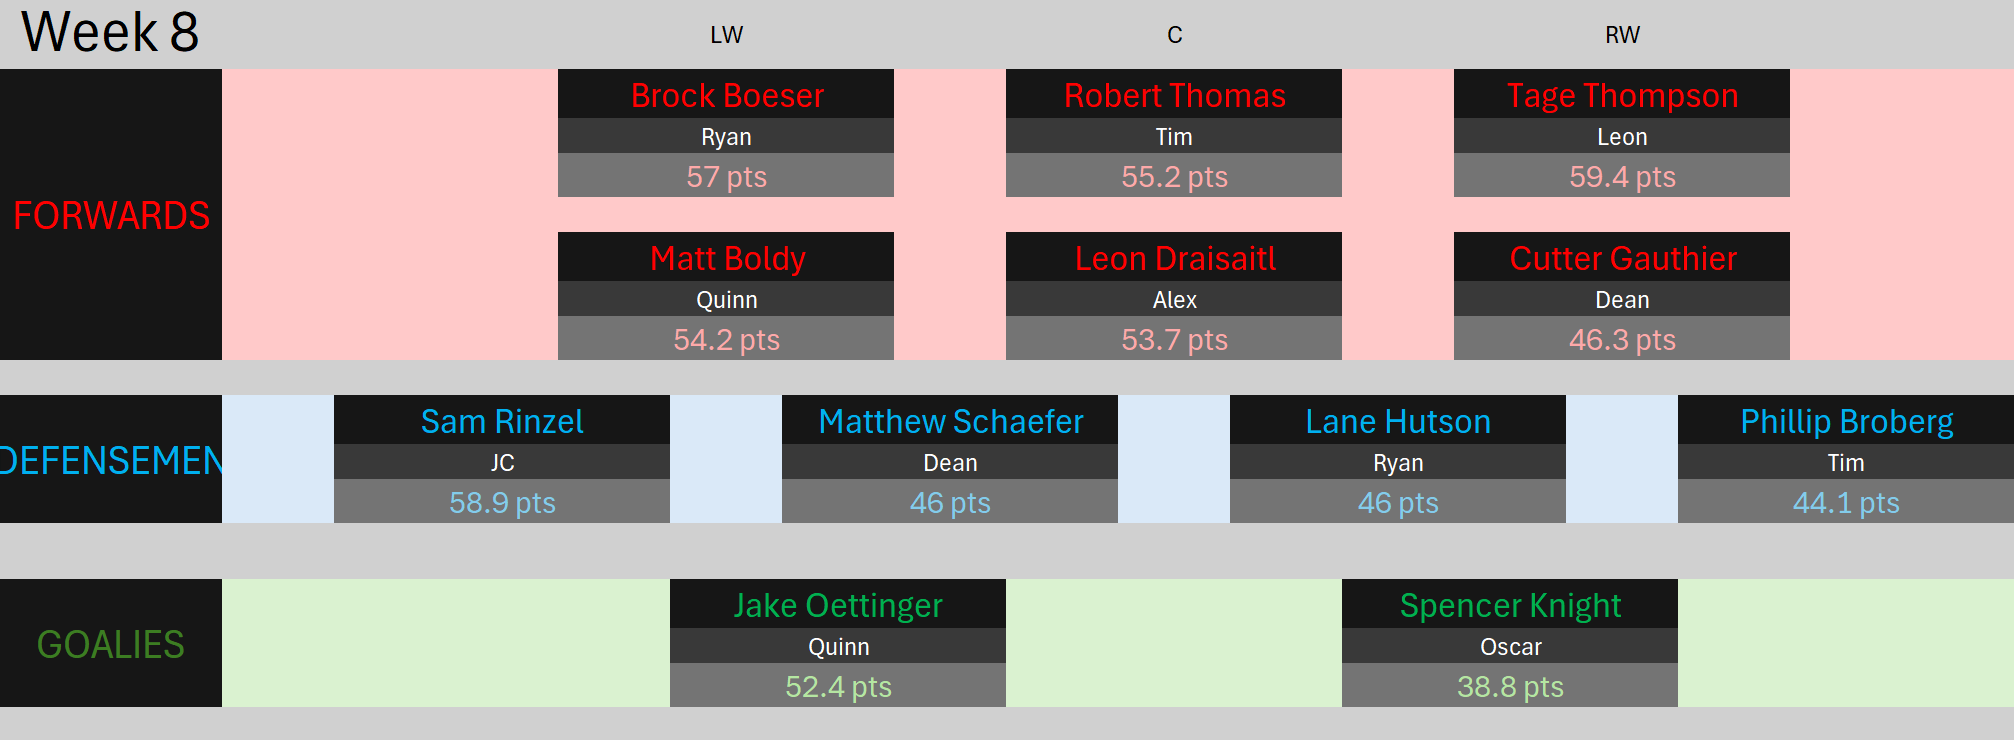 Week 8
LW C RW
FORWARDS
Brock Boeser Robert Thomas Tage Thompson
Ryan Tim Leon
57 pts 55.2 pts 59.4 pts
Matt Boldy Leon Draisaitl Cutter Gauthier
Quinn Alex Dean
54.2 pts 53.7 pts 46.3 pts
DEFENSEMEN
Sam Rinzel Matthew Schaefer Lane Hutson Phillip Broberg
JC Dean Ryan Tim
58.9 pts 46 pts 46 pts 44.1 pts
GOALIES
Jake Oettinger Spencer Knight
Quinn Oscar
52.4 pts 38.8 pts